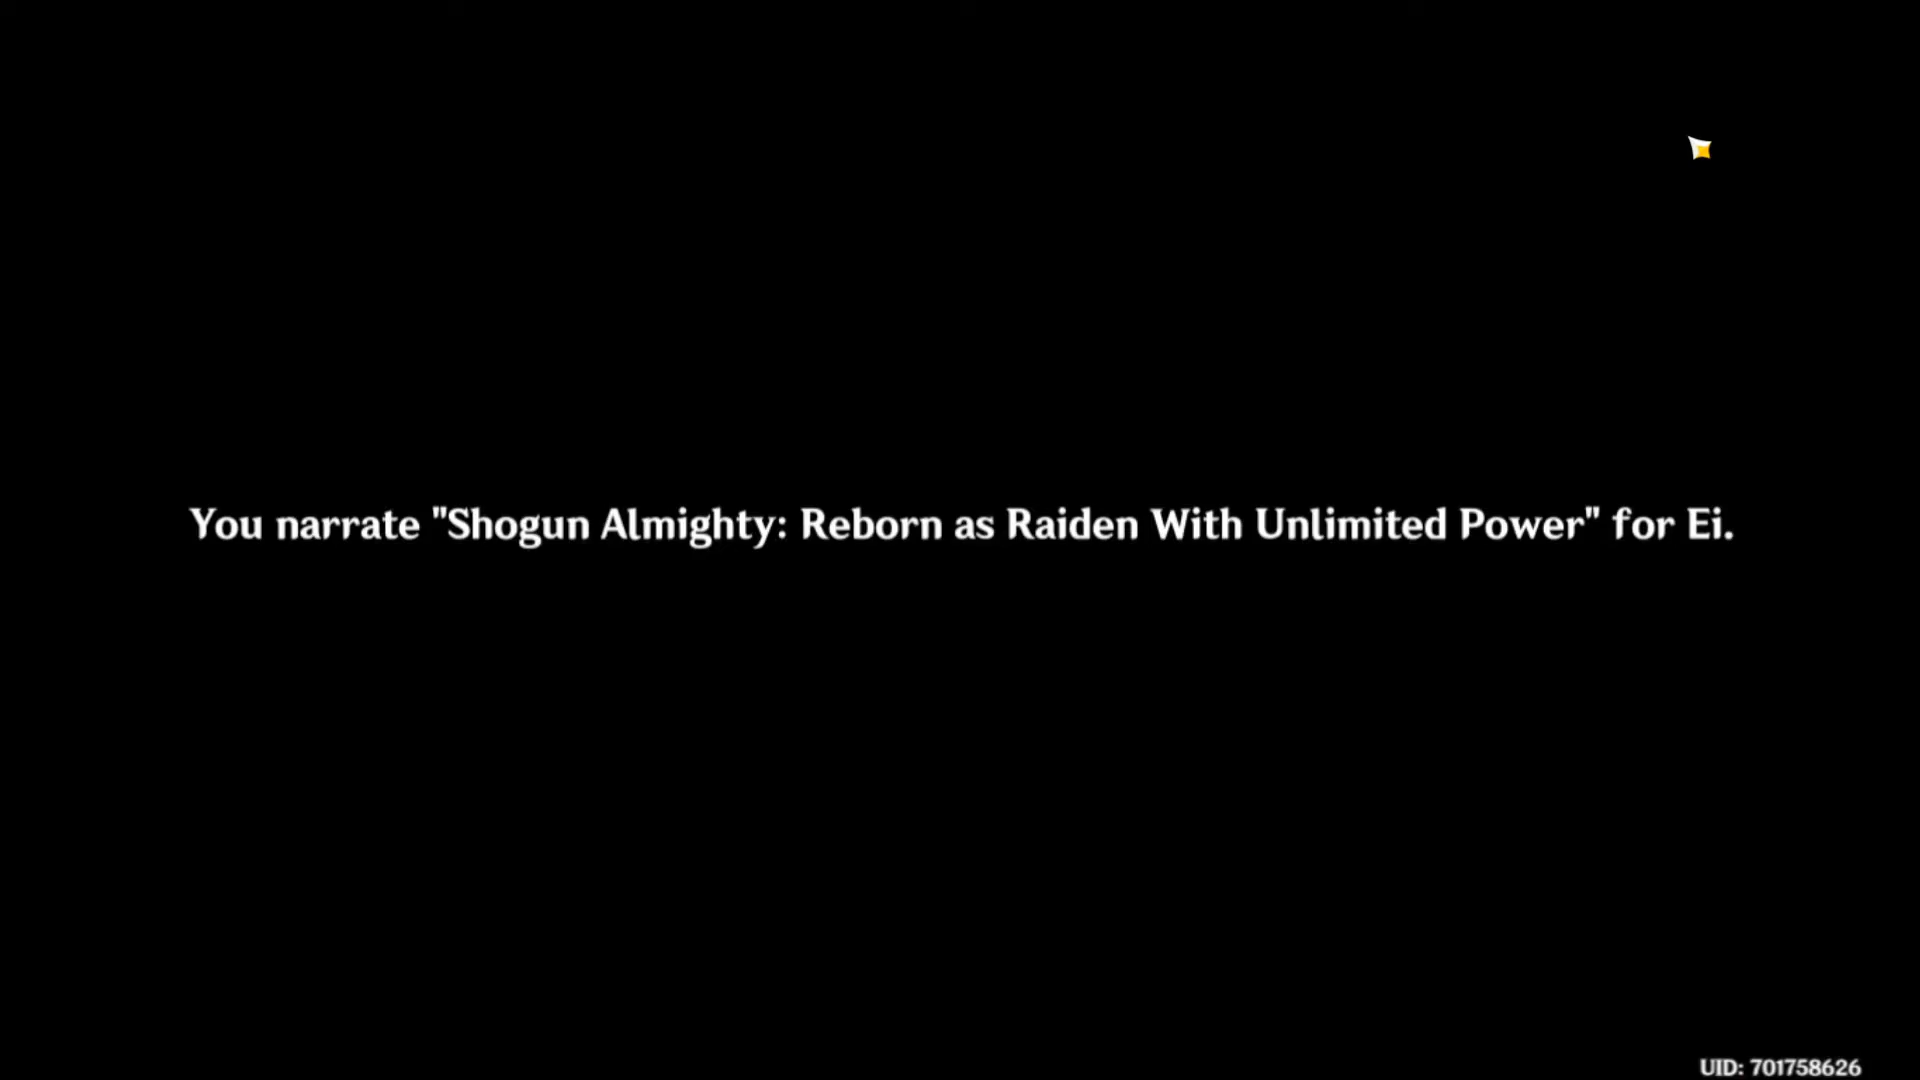 You narrate "Shogun Almighty: Reborn as Raiden With Unlimited Power" for Ei.
UID: 701758626